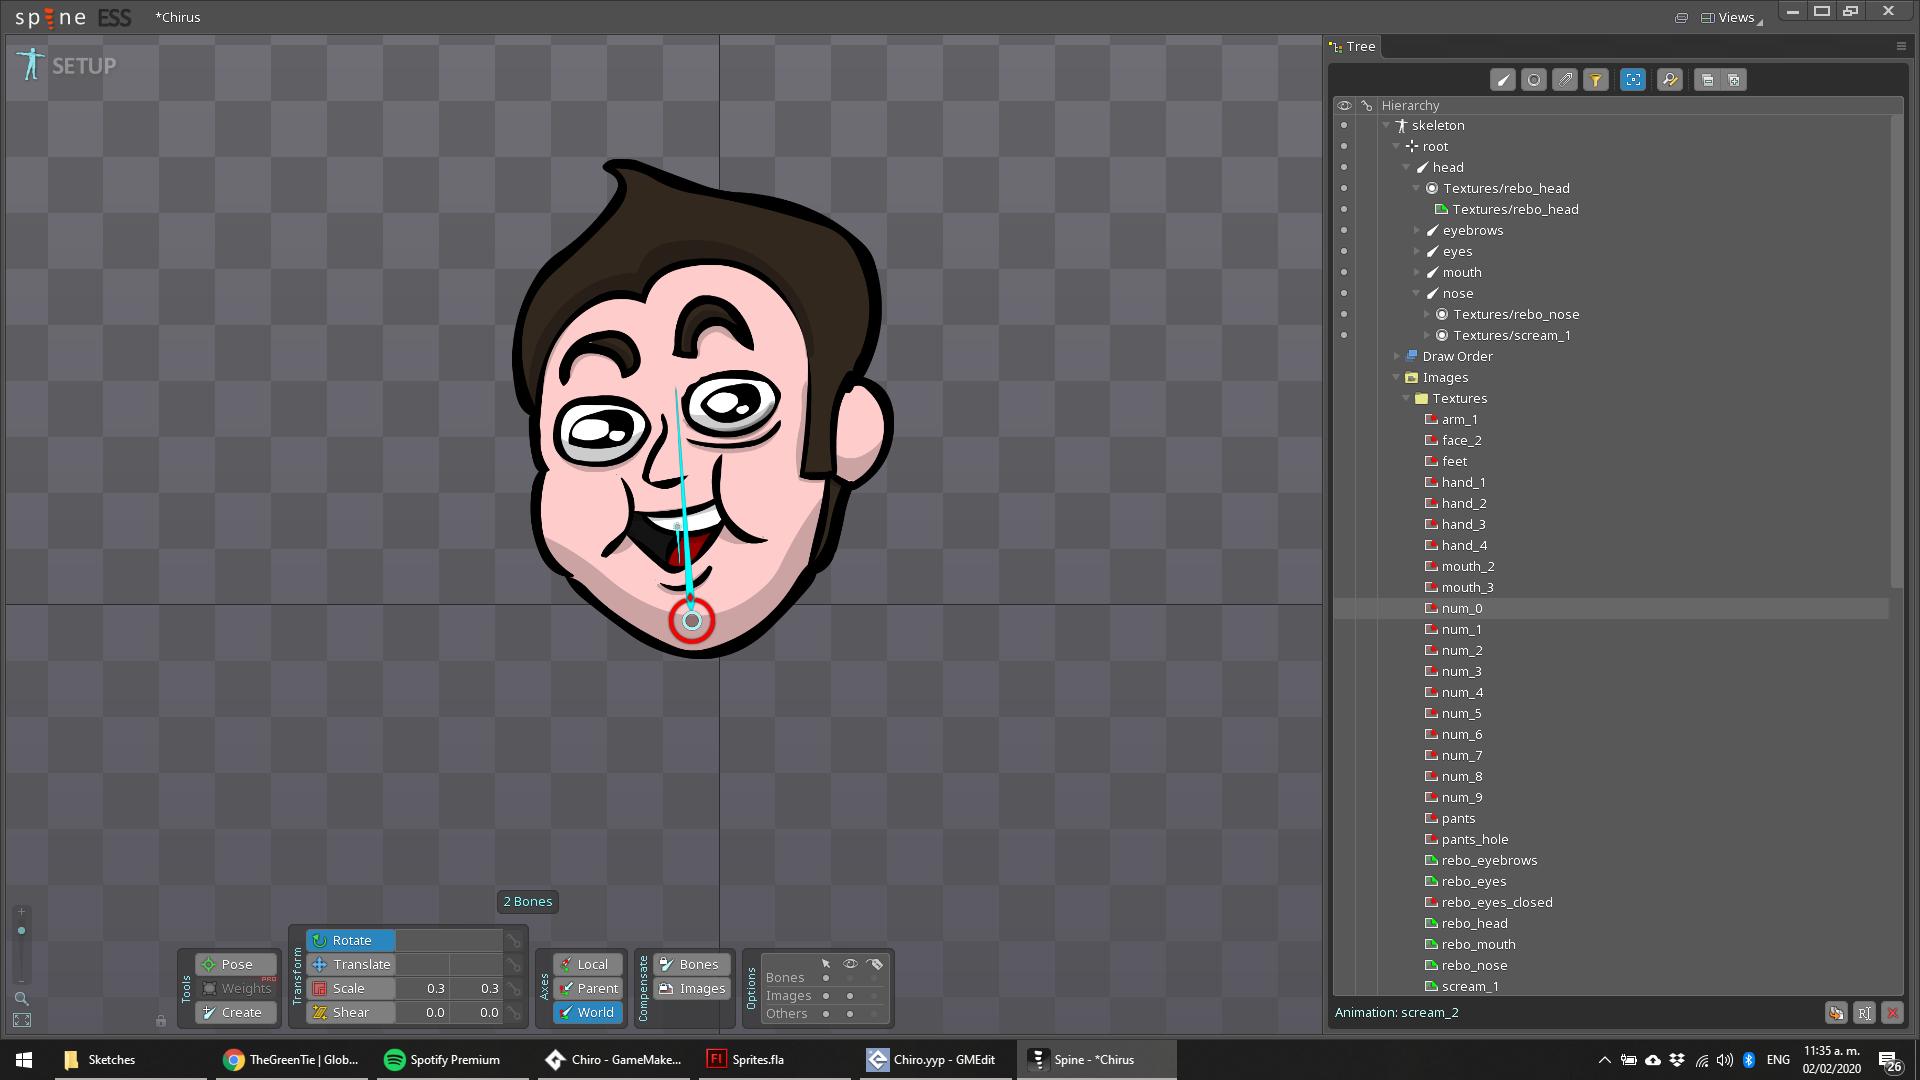 spine ESS
*Chirus
Views
SETUP
Tree
Hierarchy
skeleton
root
head
Textures/rebo_head
Textures/rebo_head
eyebrows
eyes
mouth
nose
Textures/rebo_nose
Textures/scream_1
Draw Order
Images
Textures
arm_1
face_2
feet
hand_1
hand_2
hand_3
hand_4
mouth_2
mouth_3
num_0
num_1
num_2
num_3
num_4
num_5
num_6
num_7
num_8
num_9
pants
pants_hole
rebo_eyebrows
rebo_eyes
rebo_eyes_closed
rebo_head
rebo_mouth
rebo_nose
scream_1
Animation: scream_2
2 Bones
Tools
Pose
Weights PRO
Create
Transform
Rotate
Translate
Scale 0.3 0.3
Shear 0.0 0.0
Axes
Local
Parent
World
Compensate
Bones
Images
Options
Bones
Images
Others
Sketches
TheGreenTie | Glob...
Spotify Premium
Chiro - GameMake...
Fl
Sprites.fla
Chiro.yyp - GMEdit
Spine - *Chirus
ENG
11:35 a. m.
02/02/2020
26